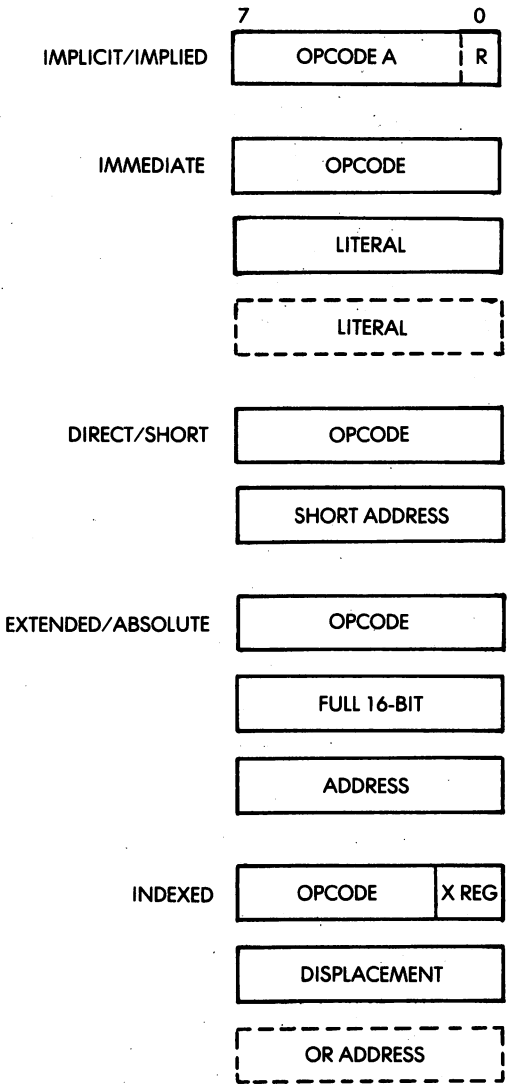 7 0
IMPLICIT/IMPLIED OPCODE A R
IMMEDIATE OPCODE
LITERAL
LITERAL
DIRECT/SHORT OPCODE
SHORT ADDRESS
EXTENDED/ABSOLUTE OPCODE
FULL 16-BIT
ADDRESS
INDEXED OPCODE X REG
DISPLACEMENT
OR ADDRESS